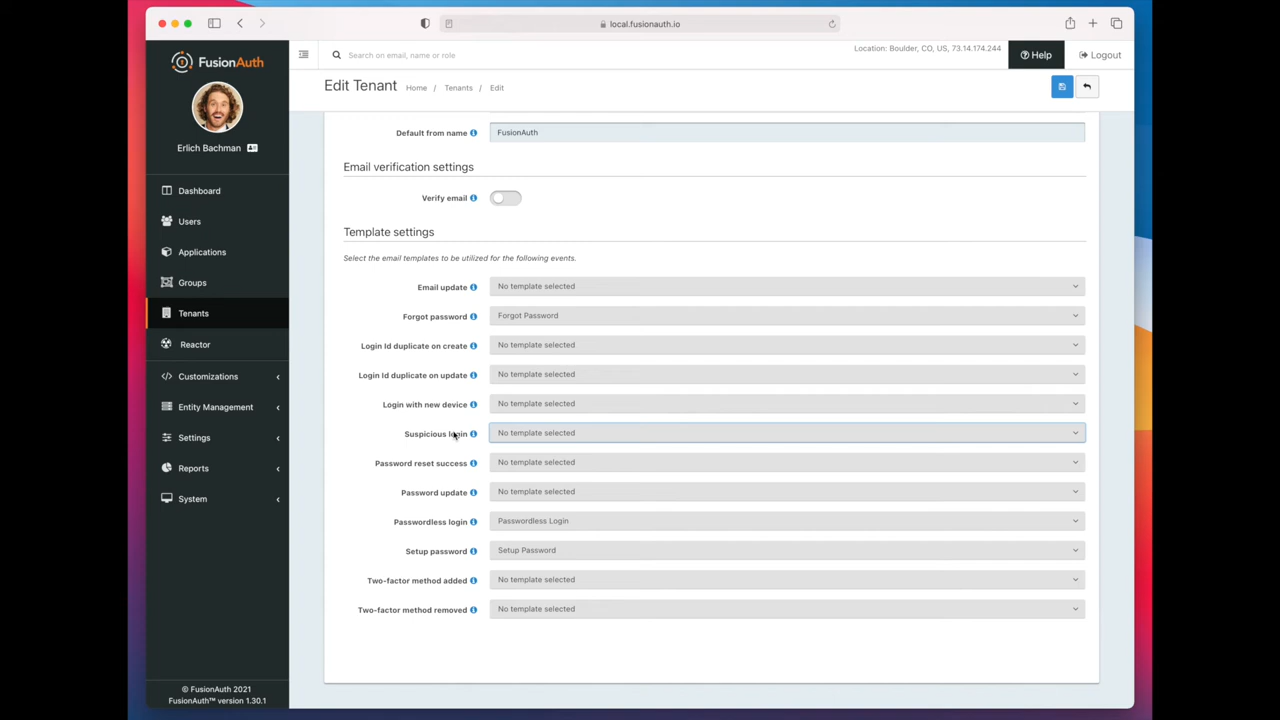 local.fusionauth.io
FusionAuth
Search on email, name or role
Location: Boulder, CO, US, 73.14.174.244
Help
Logout
Edit Tenant
Home / Tenants / Edit
Erlich Bachman
Dashboard
Users
Applications
Groups
Tenants
Reactor
Customizations
Entity Management
Settings
Reports
System
© FusionAuth 2021
FusionAuth™ version 1.30.1
Default from name FusionAuth
Email verification settings
Verify email
Template settings
Select the email templates to be utilized for the following events.
Email update No template selected
Forgot password Forgot Password
Login Id duplicate on create No template selected
Login Id duplicate on update No template selected
Login with new device No template selected
Suspicious login No template selected
Password reset success No template selected
Password update No template selected
Passwordless login Passwordless Login
Setup password Setup Password
Two-factor method added No template selected
Two-factor method removed No template selected